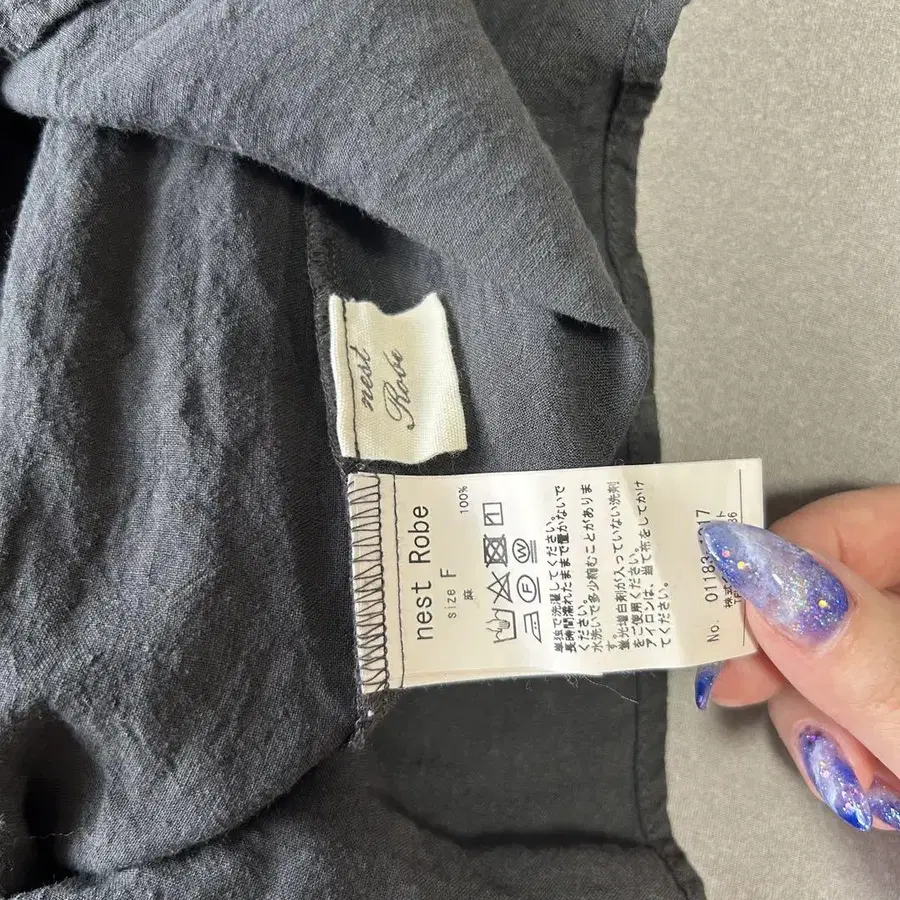 nest
Robe
nest Robe
size F
麻 100%
単独で洗濯してください。
長時間濡れたままで置かないで
ください。
水洗いで多少縮むことがありま
す。
蛍光増白剤が入っていない洗剤
をご使用ください。
アイロンは、当て布をしてかけ
てください。
No. 0118